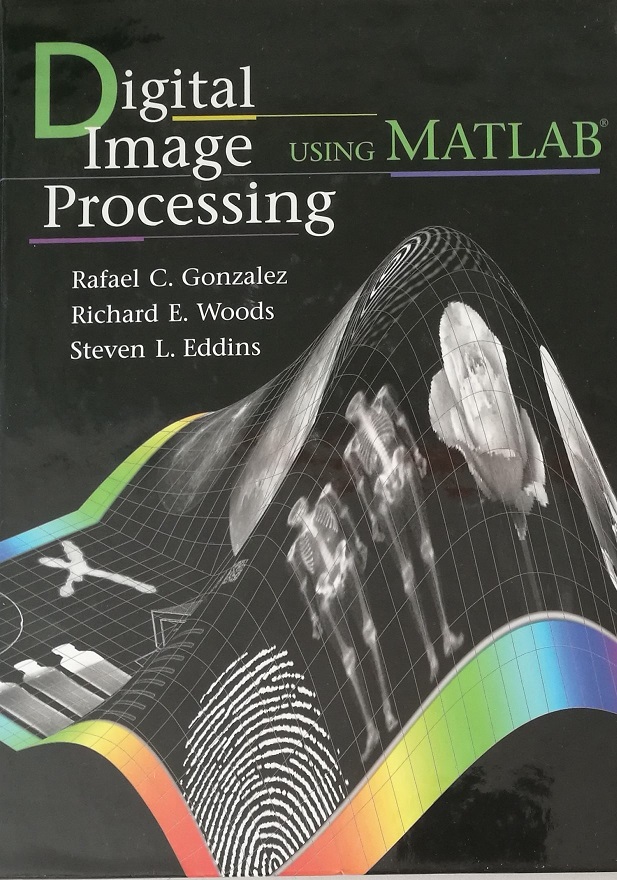 Digital
Image USING MATLAB®
Processing
Rafael C. Gonzalez
Richard E. Woods
Steven L. Eddins